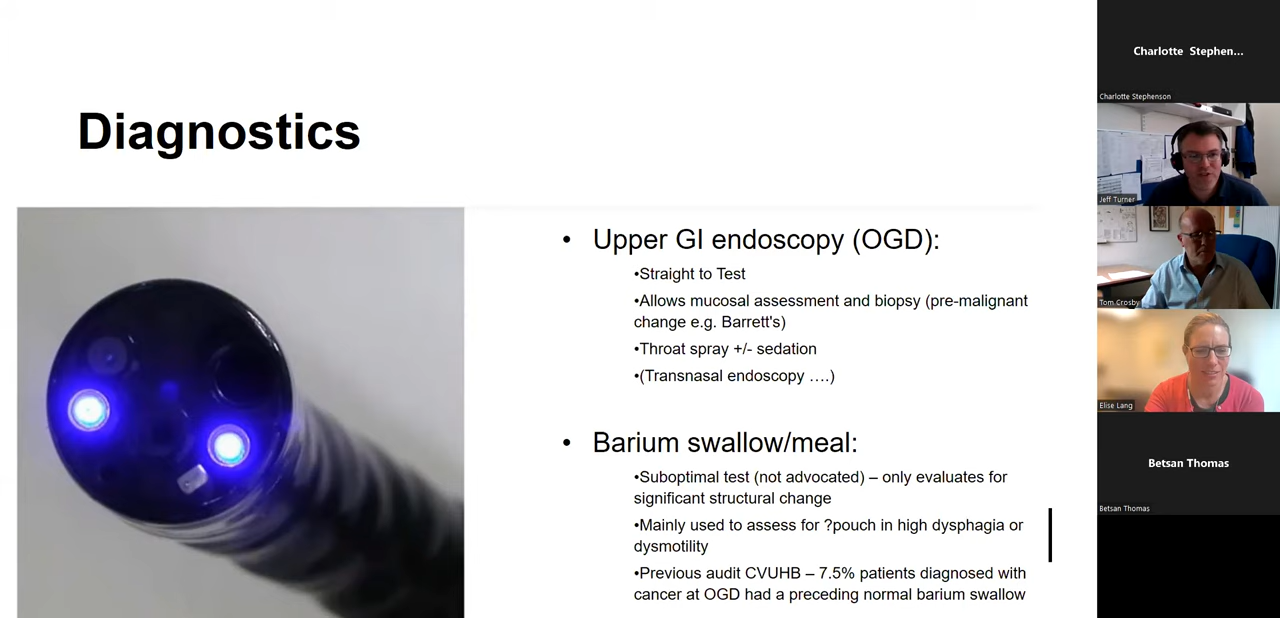 Diagnostics
• Upper GI endoscopy (OGD):
•Straight to Test
•Allows mucosal assessment and biopsy (pre-malignant
change e.g. Barrett's)
•Throat spray +/- sedation
•(Transnasal endoscopy ….)
• Barium swallow/meal:
•Suboptimal test (not advocated) – only evaluates for
significant structural change
•Mainly used to assess for ?pouch in high dysphagia or
dysmotility
•Previous audit CVUHB – 7.5% patients diagnosed with
cancer at OGD had a preceding normal barium swallow
Charlotte Stephen...
Charlotte Stephenson
Jeff Turner
Tom Crosby
Elise Lang
Betsan Thomas
Betsan Thomas